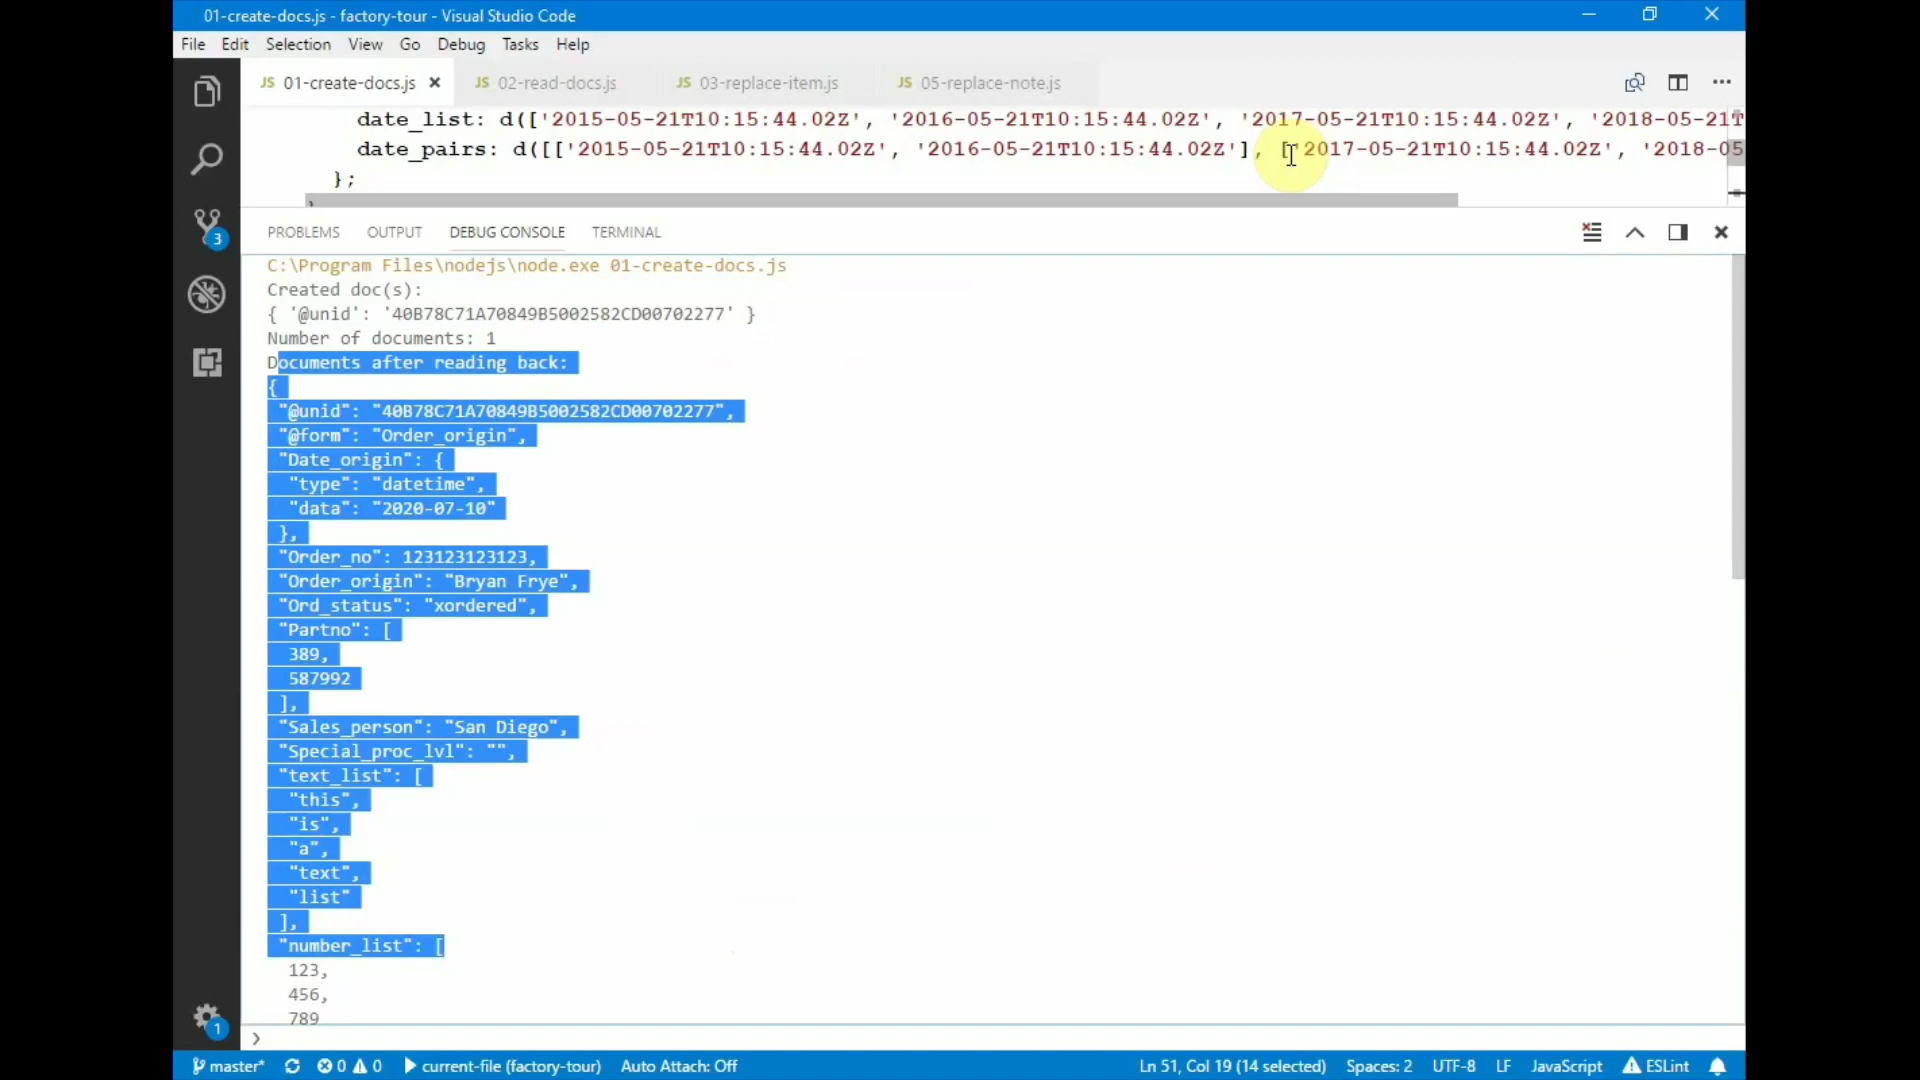 01-create-docs.js - factory-tour - Visual Studio Code
File Edit Selection View Go Debug Tasks Help
JS 01-create-docs.js JS 02-read-docs.js JS 03-replace-item.js JS 05-replace-note.js
date_list: d(['2015-05-21T10:15:44.02Z', '2016-05-21T10:15:44.02Z', '2017-05-21T10:15:44.02Z', '2018-05-21T
date_pairs: d([['2015-05-21T10:15:44.02Z', '2016-05-21T10:15:44.02Z'], ['2017-05-21T10:15:44.02Z', '2018-05
};
PROBLEMS OUTPUT DEBUG CONSOLE TERMINAL
C:\Program Files\nodejs\node.exe 01-create-docs.js
Created doc(s):
{ '@unid': '40B78C71A70849B5002582CD00702277' }
Number of documents: 1
Documents after reading back:
{
"@unid": "40B78C71A70849B5002582CD00702277",
"@form": "Order_origin",
"Date_origin": {
"type": "datetime",
"data": "2020-07-10"
},
"Order_no": 123123123123,
"Order_origin": "Bryan Frye",
"Ord_status": "xordered",
"Partno": [
389,
587992
],
"Sales_person": "San Diego",
"Special_proc_lvl": "",
"text_list": [
"this",
"is",
"a",
"text",
"list"
],
"number_list": [
123,
456,
789
3
1
master* 0 0 current-file (factory-tour) Auto Attach: Off Ln 51, Col 19 (14 selected) Spaces: 2 UTF-8 LF JavaScript ESLint